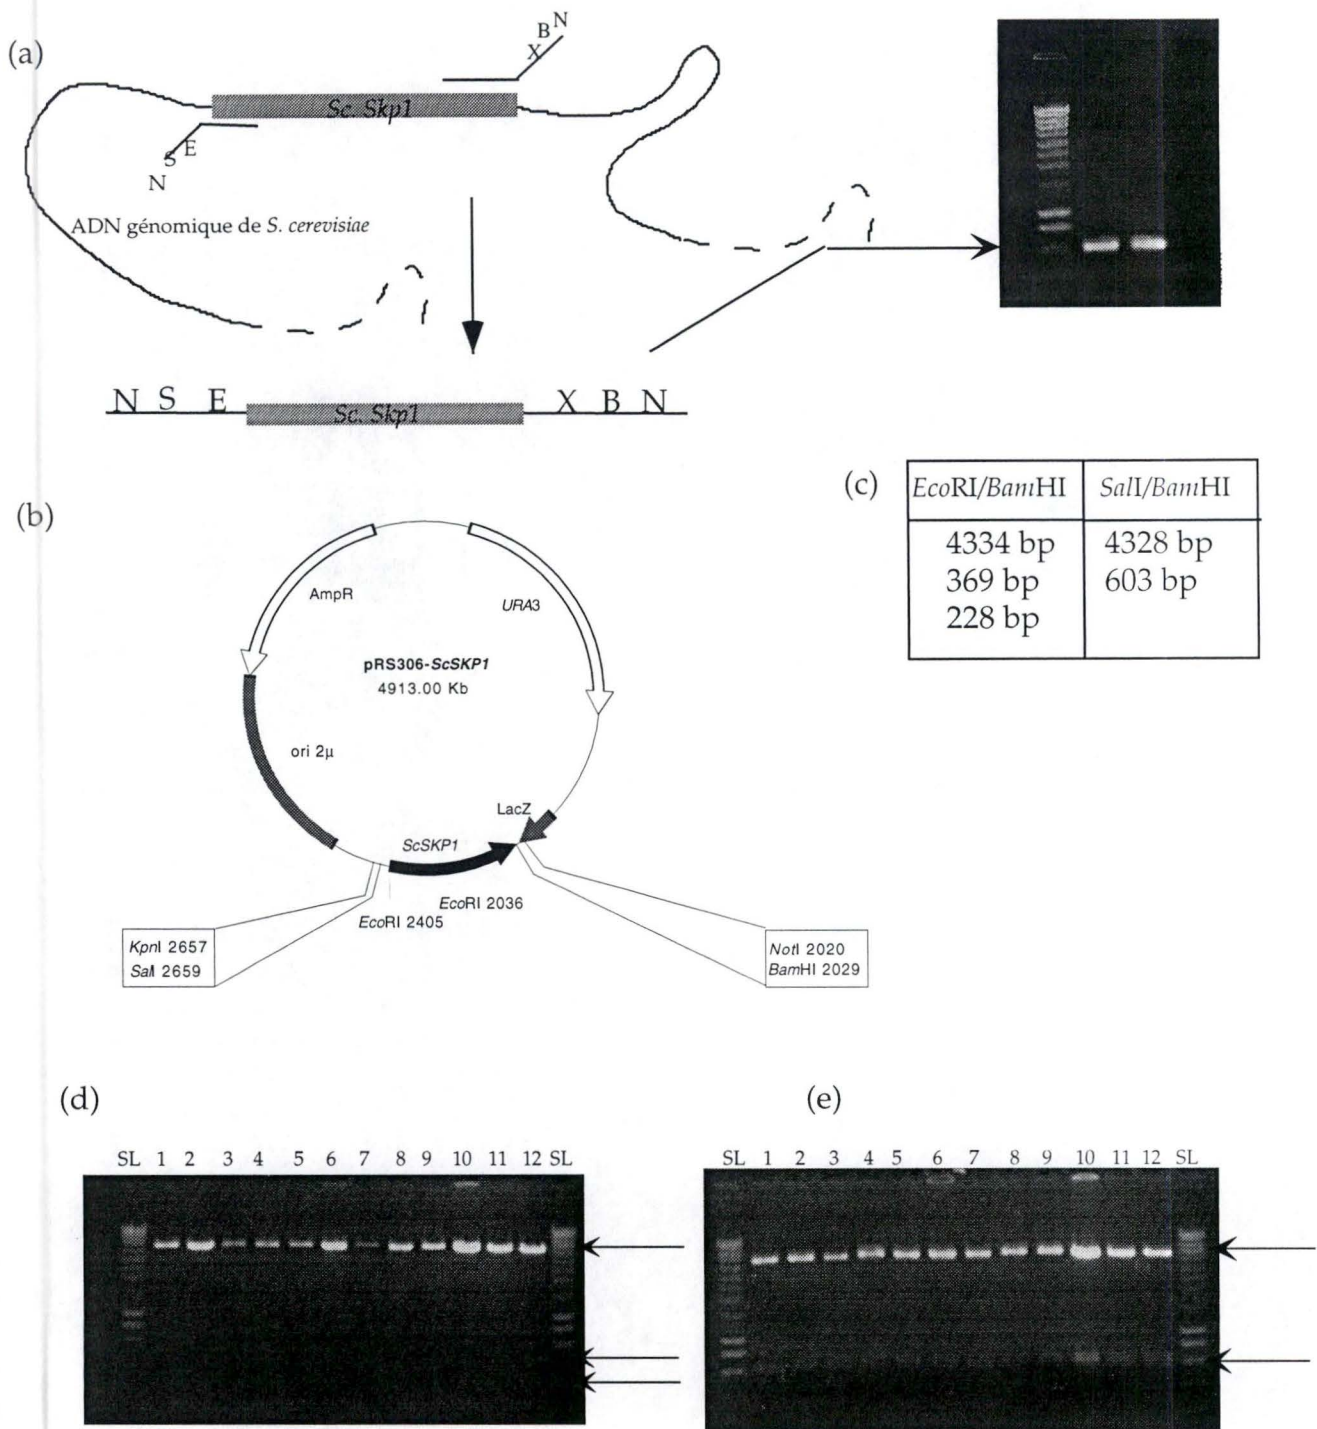 (a)
N
B
X
Sc. Skp1
E
S
N
ADN génomique de S. cerevisiae
N S E Sc. Skp1 X B N
(b)
AmpR
URA3
pRS306-ScSKP1
4913.00 Kb
ori 2µ
LacZ
ScSKP1
EcoRI 2036
EcoRI 2405
KpnI 2657
SalI 2659
NotI 2020
BamHI 2029
(c)
EcoRI/BamHI SalI/BamHI
4334 bp 4328 bp
369 bp 603 bp
228 bp
(d)
SL 1 2 3 4 5 6 7 8 9 10 11 12 SL
(e)
SL 1 2 3 4 5 6 7 8 9 10 11 12 SL